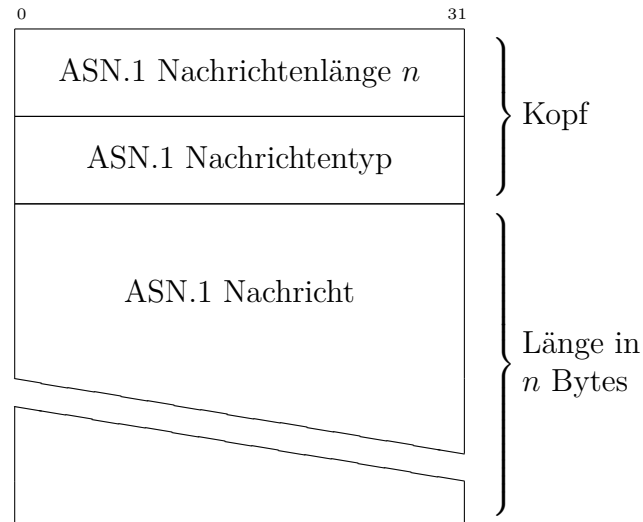 0 31
ASN.1 Nachrichtenlänge n
Kopf
ASN.1 Nachrichtentyp
ASN.1 Nachricht
Länge in
n Bytes